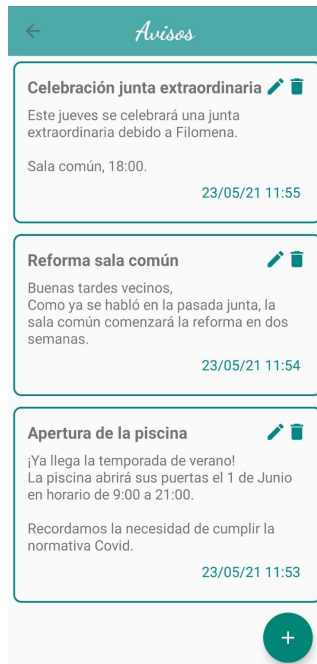 Avisos
Celebración junta extraordinaria
Este jueves se celebrará una junta
extraordinaria debido a Filomena.
Sala común, 18:00.
23/05/21 11:55
Reforma sala común
Buenas tardes vecinos,
Como ya se habló en la pasada junta, la
sala común comenzará la reforma en dos
semanas.
23/05/21 11:54
Apertura de la piscina
¡Ya llega la temporada de verano!
La piscina abrirá sus puertas el 1 de Junio
en horario de 9:00 a 21:00.
Recordamos la necesidad de cumplir la
normativa Covid.
23/05/21 11:53